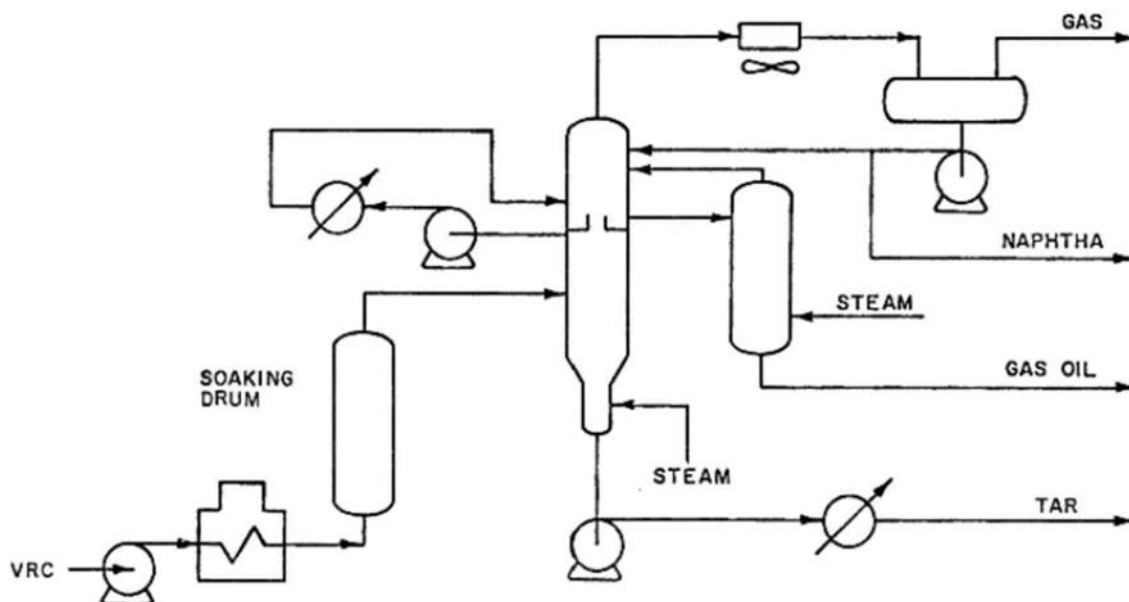 GAS
NAPHTHA
STEAM
GAS OIL
SOAKING
DRUM
STEAM
TAR
VRC